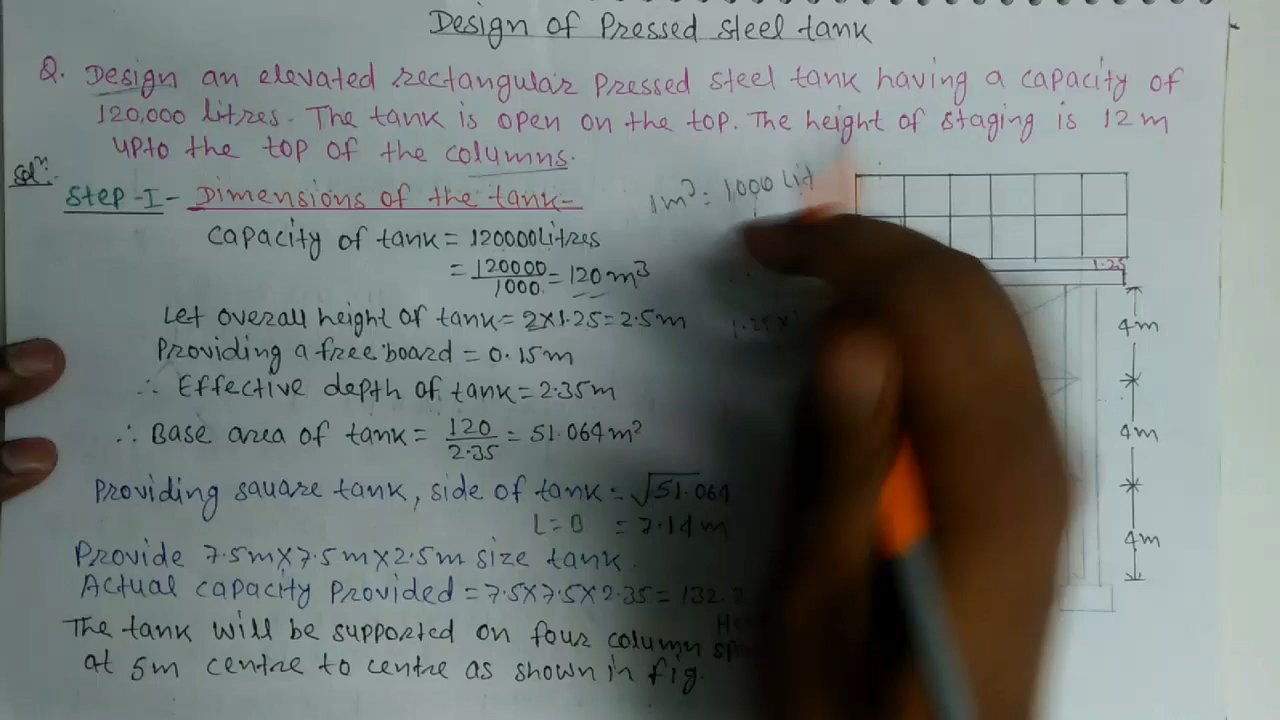 Design of Pressed steel tank
Q. Design an elevated rectangular pressed steel tank having a capacity of
120,000 litres. The tank is open on the top. The height of staging is 12m
upto the top of the columns.
Solⁿ:
Step-I- Dimensions of the tank-
1m³ = 1000 Lit
capacity of tank = 120000 Litres
= 120000/1000 = 120 m³
1.25
Let overall height of tank = 2×1.25 = 2.5m
1.25×
4m
Providing a free board = 0.15m
∴ Effective depth of tank = 2.35m
∴ Base area of tank = 120/2.35 = 51.064m²
4m
Providing square tank, side of tank = √51.064
L=B = 7.14m
4m
Provide 7.5m×7.5m×2.5m size tank.
Actual capacity Provided = 7.5×7.5×2.35 = 132.
The tank will be supported on four column
at 5m centre to centre as shown in fig.